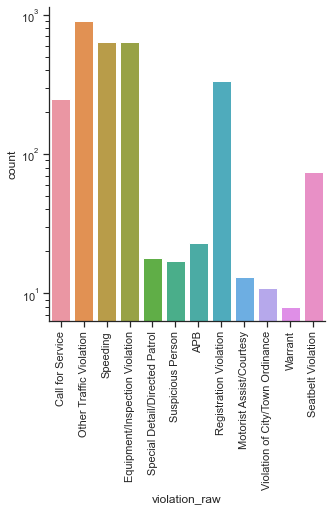 10³
10²
10¹
count
Call for Service
Other Traffic Violation
Speeding
Equipment/Inspection Violation
Special Detail/Directed Patrol
Suspicious Person
APB
Registration Violation
Motorist Assist/Courtesy
Violation of City/Town Ordinance
Warrant
Seatbelt Violation
violation_raw